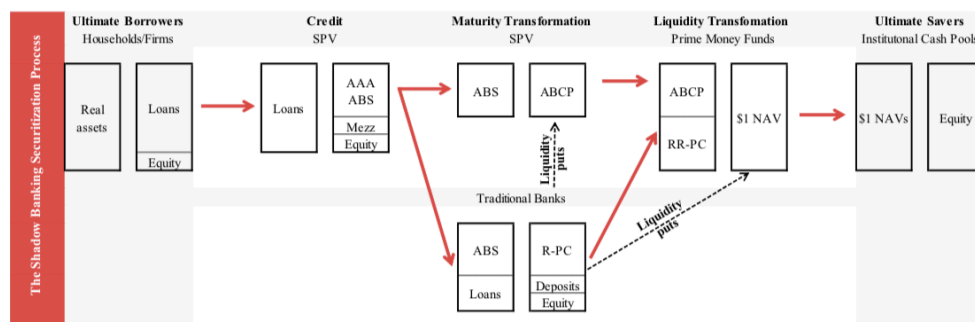 The Shadow Banking Securitization Process
Ultimate Borrowers
Households/Firms
Credit
SPV
Maturity Transformation
SPV
Liquidity Transfomation
Prime Money Funds
Ultimate Savers
Institutonal Cash Pools
Real
assets
Loans
Equity
Loans
AAA
ABS
Mezz
Equity
ABS
ABCP
ABCP
RR-PC
$1 NAV
$1 NAVs
Equity
Liquidity
puts
Traditional Banks
Liquidity
puts
ABS
Loans
R-PC
Deposits
Equity